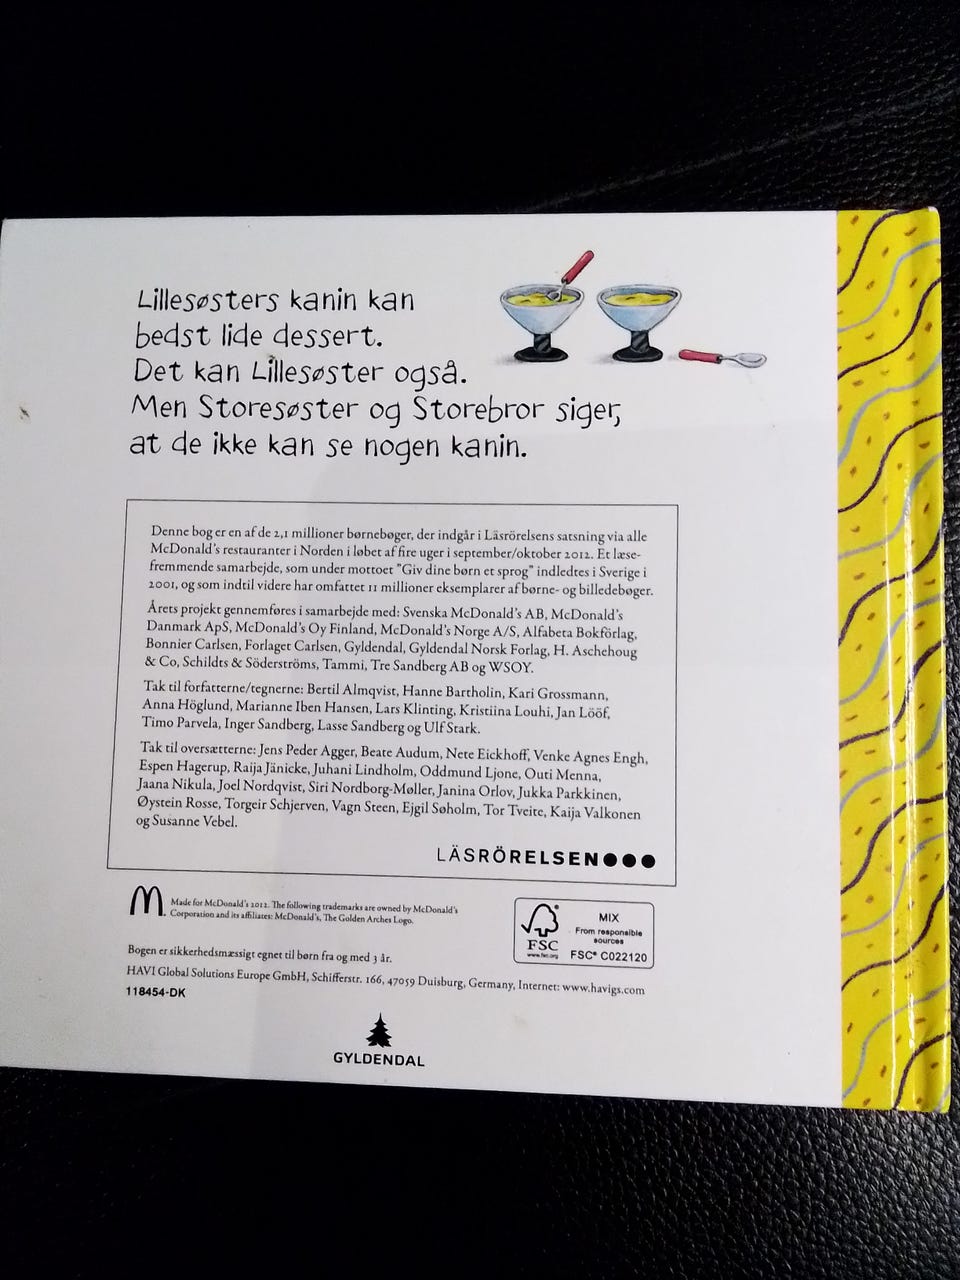 Lillesøsters kanin kan
bedst lide dessert.
Det kan Lillesøster også.
Men Storesøster og Storebror siger,
at de ikke kan se nogen kanin.
Denne bog er en af de 2,1 millioner børnebøger, der indgår i Läsrörelsens satsning via alle
McDonald's restauranter i Norden i løbet af fire uger i september/oktober 2012. Et læse-
fremmende samarbejde, som under mottoet "Giv dine børn et sprog" indledtes i Sverige i
2001, og som indtil videre har omfattet 11 millioner eksemplarer af børne- og billedebøger.
Årets projekt gennemføres i samarbejde med: Svenska McDonald's AB, McDonald's
Danmark ApS, McDonald's Oy Finland, McDonald's Norge A/S, Alfabeta Bokförlag,
Bonnier Carlsen, Forlaget Carlsen, Gyldendal, Gyldendal Norsk Forlag, H. Aschehoug
& Co, Schildts & Söderströms, Tammi, Tre Sandberg AB og WSOY.
Tak til forfatterne/tegnerne: Bertil Almqvist, Hanne Bartholin, Kari Grossmann,
Anna Höglund, Marianne Iben Hansen, Lars Klinting, Kristiina Louhi, Jan Lööf,
Timo Parvela, Inger Sandberg, Lasse Sandberg og Ulf Stark.
Tak til oversætterne: Jens Peder Agger, Beate Audum, Nete Eickhoff, Venke Agnes Engh,
Espen Hagerup, Raija Jänicke, Juhani Lindholm, Oddmund Ljone, Outi Menna,
Jaana Nikula, Joel Nordqvist, Siri Nordborg-Møller, Janina Orlov, Jukka Parkkinen,
Øystein Rosse, Torgeir Schjerven, Vagn Steen, Ejgil Søholm, Tor Tveite, Kaija Valkonen
og Susanne Vebel.
LÄSRÖRELSEN●●●
Made for McDonald's 2012. The following trademarks are owned by McDonald's
Corporation and its affiliates: McDonald's, The Golden Arches Logo.
FSC
www.fsc.org
MIX
From responsible
sources
FSC® C022120
Bogen er sikkerhedsmæssigt egnet til børn fra og med 3 år.
HAVI Global Solutions Europe GmbH, Schifferstr. 166, 47059 Duisburg, Germany, Internet: www.havigs.com
118454-DK
GYLDENDAL